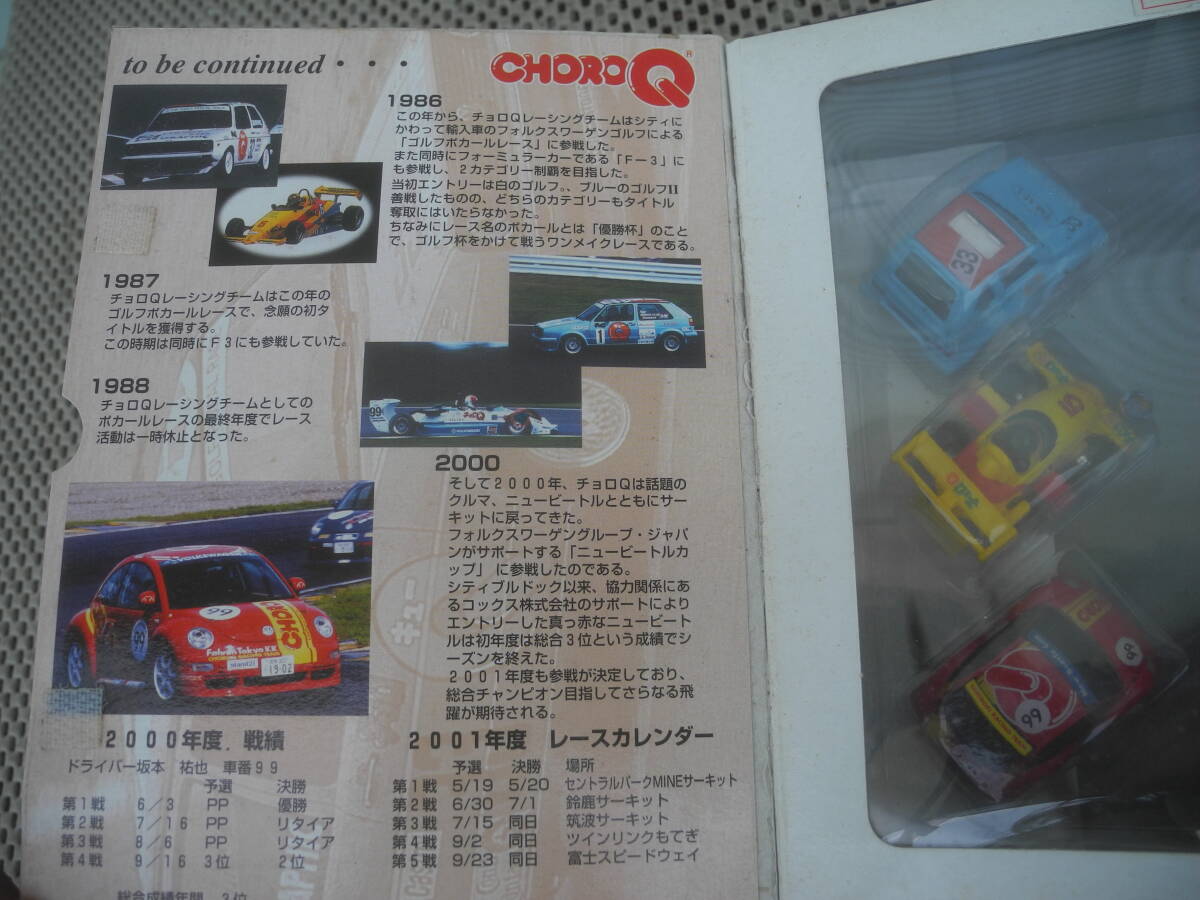 to be continued・・・
CHORO Q®
1986
この年から、チョロQレーシングチームはシティに
かわって輸入車のフォルクスワーゲンゴルフによる
「ゴルフポカールレース」に参戦した。
また同時にフォーミュラーカーである「F−3」に
も参戦し、2カテゴリー制覇を目指した。
当初エントリーは白のゴルフ。、ブルーのゴルフⅡ
善戦したものの、どちらのカテゴリーもタイトル
奪取にはいたらなかった。
ちなみにレース名のポカールとは「優勝杯」のこと
で、ゴルフ杯をかけて戦うワンメイクレースである。
1987
チョロQレーシングチームはこの年の
ゴルフポカールレースで、念願の初タ
イトルを獲得する。
この時期は同時にF3にも参戦していた。
1988
チョロQレーシングチームとしての
ポカールレースの最終年度でレース
活動は一時休止となった。
2000
そして2000年、チョロQは話題の
クルマ、ニュービートルとともにサー
キットに戻ってきた。
フォルクスワーゲングループ・ジャパ
ンがサポートする「ニュービートルカ
ップ」に参戦したのである。
シティブルドック以来、協力関係にあ
るコックス株式会社のサポートにより
エントリーした真っ赤なニュービート
ルは初年度は総合3位という成績でシ
ーズンを終えた。
2001年度も参戦が決定しており、
総合チャンピオン目指してさらなる飛
躍が期待される。
1
99
99
99
CHORO
Falken Tokyo XX
stand21
19-02
2000年度.戦績
ドライバー坂本 祐也 車番99
予選 決勝
第1戦 6/3 PP 優勝
第2戦 7/16 PP リタイア
第3戦 8/6 PP リタイア
第4戦 9/16 3位 2位
総合成績年間 3位
2001年度 レースカレンダー
予選 決勝 場所
第1戦 5/19 5/20 セントラルパークMINEサーキット
第2戦 6/30 7/1 鈴鹿サーキット
第3戦 7/15 同日 筑波サーキット
第4戦 9/2 同日 ツインリンクもてぎ
第5戦 9/23 同日 富士スピードウェイ
33
99
99